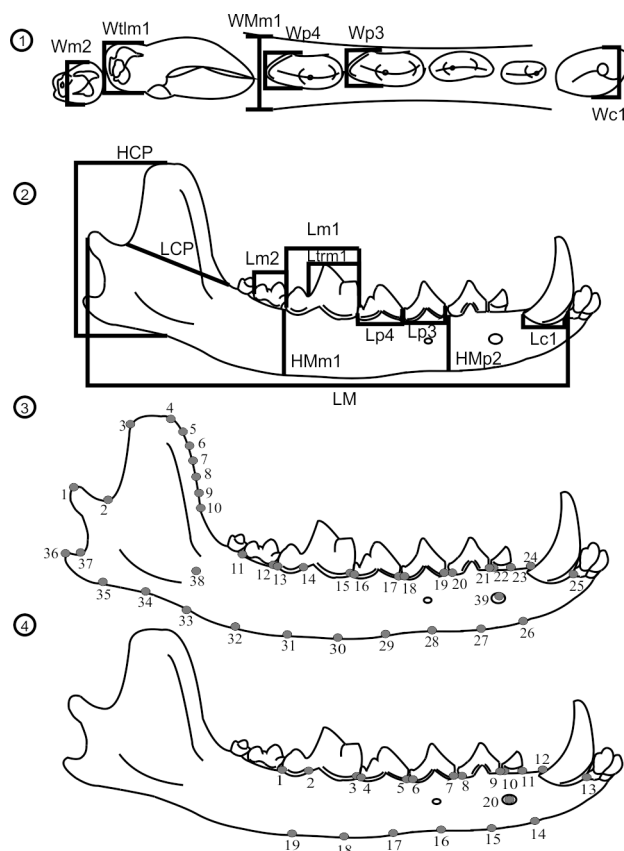 1
Wm2 Wtlm1 WMm1 Wp4 Wp3 Wc1
2
HCP
LCP
Lm1
Lm2 Ltrm1
Lp4 Lp3 Lc1
HMm1 HMp2
LM
3
4
3 5
6
7
8
9
10
1 2
36 37 11 12 13 14 15 16 17 18 19 20 21 22 23 24 25
38
35 34 33 39
32 31 30 29 28 27 26
4
1 2 3 4 5 6 7 8 9 10 11 12 13
20
19 18 17 16 15 14